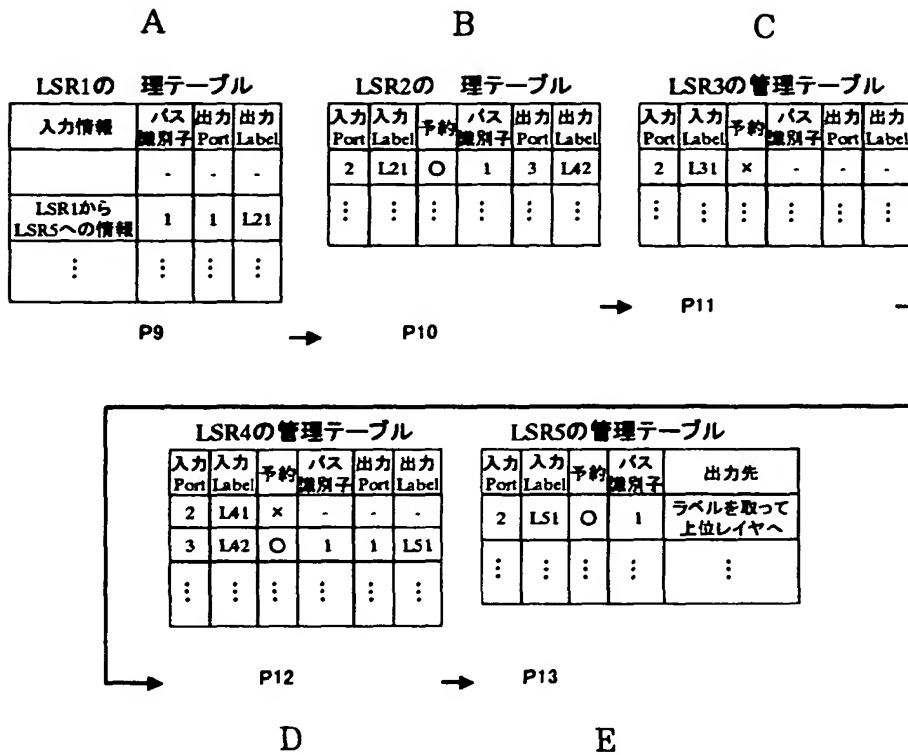 A B C
LSR1の 理テーブル
入力情報 パス識別子 出力Port 出力Label
- - -
LSR1からLSR5への情報 1 1 L21
⋮ ⋮ ⋮ ⋮
LSR2の 理テーブル
入力Port 入力Label 予約 パス識別子 出力Port 出力Label
2 L21 ○ 1 3 L42
⋮ ⋮ ⋮ ⋮ ⋮ ⋮
LSR3の管理テーブル
入力Port 入力Label 予約 パス識別子 出力Port 出力Label
2 L31 × - - -
⋮ ⋮ ⋮ ⋮ ⋮ ⋮
P9 → P10 → P11
LSR4の管理テーブル
入力Port 入力Label 予約 パス識別子 出力Port 出力Label
2 L41 × - - -
3 L42 ○ 1 1 L51
⋮ ⋮ ⋮ ⋮ ⋮ ⋮
LSR5の管理テーブル
入力Port 入力Label 予約 パス識別子 出力先
2 L51 ○ 1 ラベルを取って上位レイヤへ
⋮ ⋮ ⋮ ⋮ ⋮
P12 → P13
D E